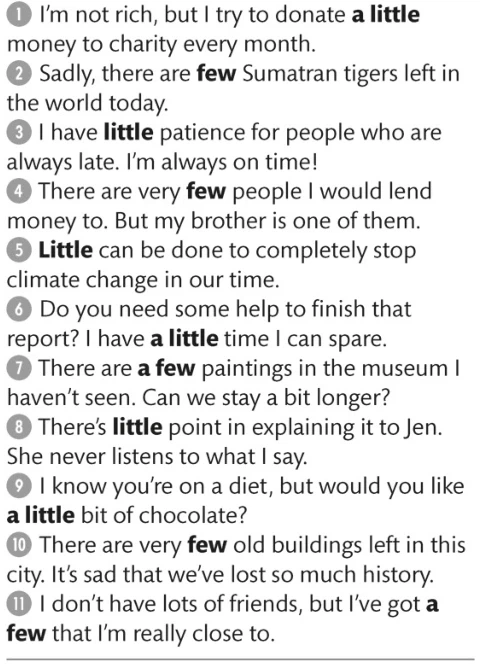 1 I'm not rich, but I try to donate a little
money to charity every month.
2 Sadly, there are few Sumatran tigers left in
the world today.
3 I have little patience for people who are
always late. I'm always on time!
4 There are very few people I would lend
money to. But my brother is one of them.
5 Little can be done to completely stop
climate change in our time.
6 Do you need some help to finish that
report? I have a little time I can spare.
7 There are a few paintings in the museum I
haven't seen. Can we stay a bit longer?
8 There's little point in explaining it to Jen.
She never listens to what I say.
9 I know you're on a diet, but would you like
a little bit of chocolate?
10 There are very few old buildings left in this
city. It's sad that we've lost so much history.
11 I don't have lots of friends, but I've got a
few that I'm really close to.